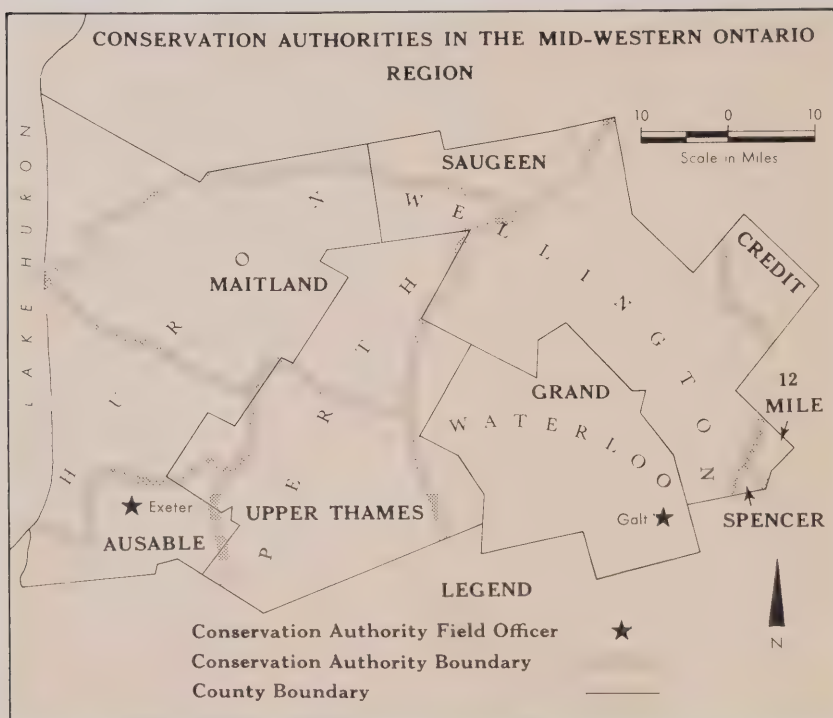 CONSERVATION AUTHORITIES IN THE MID-WESTERN ONTARIO
REGION
10 0 10
Scale in Miles
LAKE HURON
SAUGEEN
WELLINGTON
CREDIT
HURON
MAITLAND
PERTH
12
MILE
GRAND
WATERLOO
Exeter
UPPER THAMES
Galt
SPENCER
AUSABLE
LEGEND
Conservation Authority Field Officer
Conservation Authority Boundary
County Boundary
N